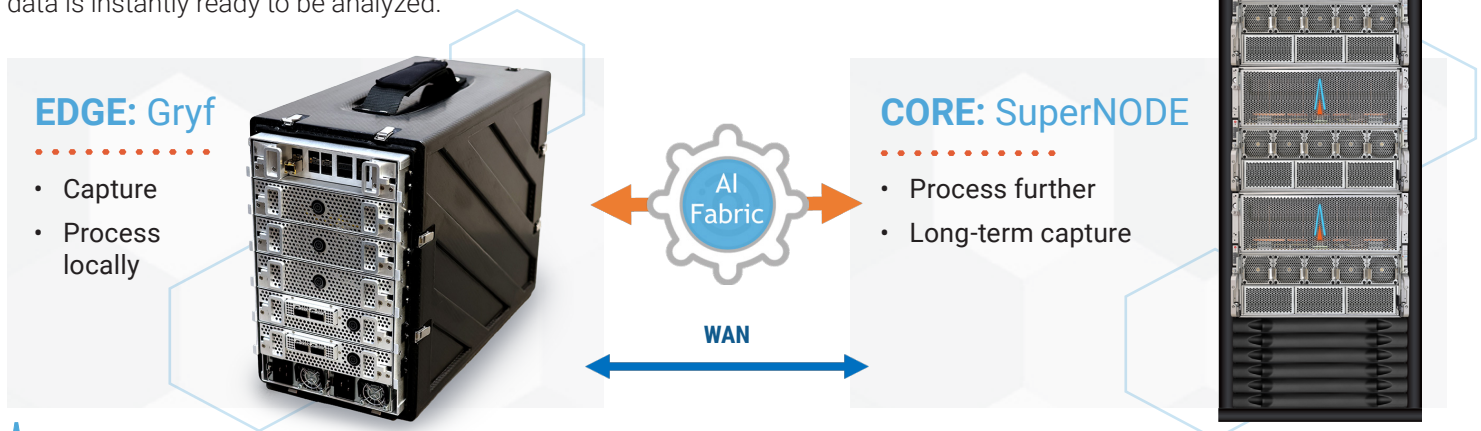 data is instantly ready to be analyzed.
EDGE: Gryf
• Capture
• Process
locally
AI
Fabric
WAN
CORE: SuperNODE
• Process further
• Long-term capture